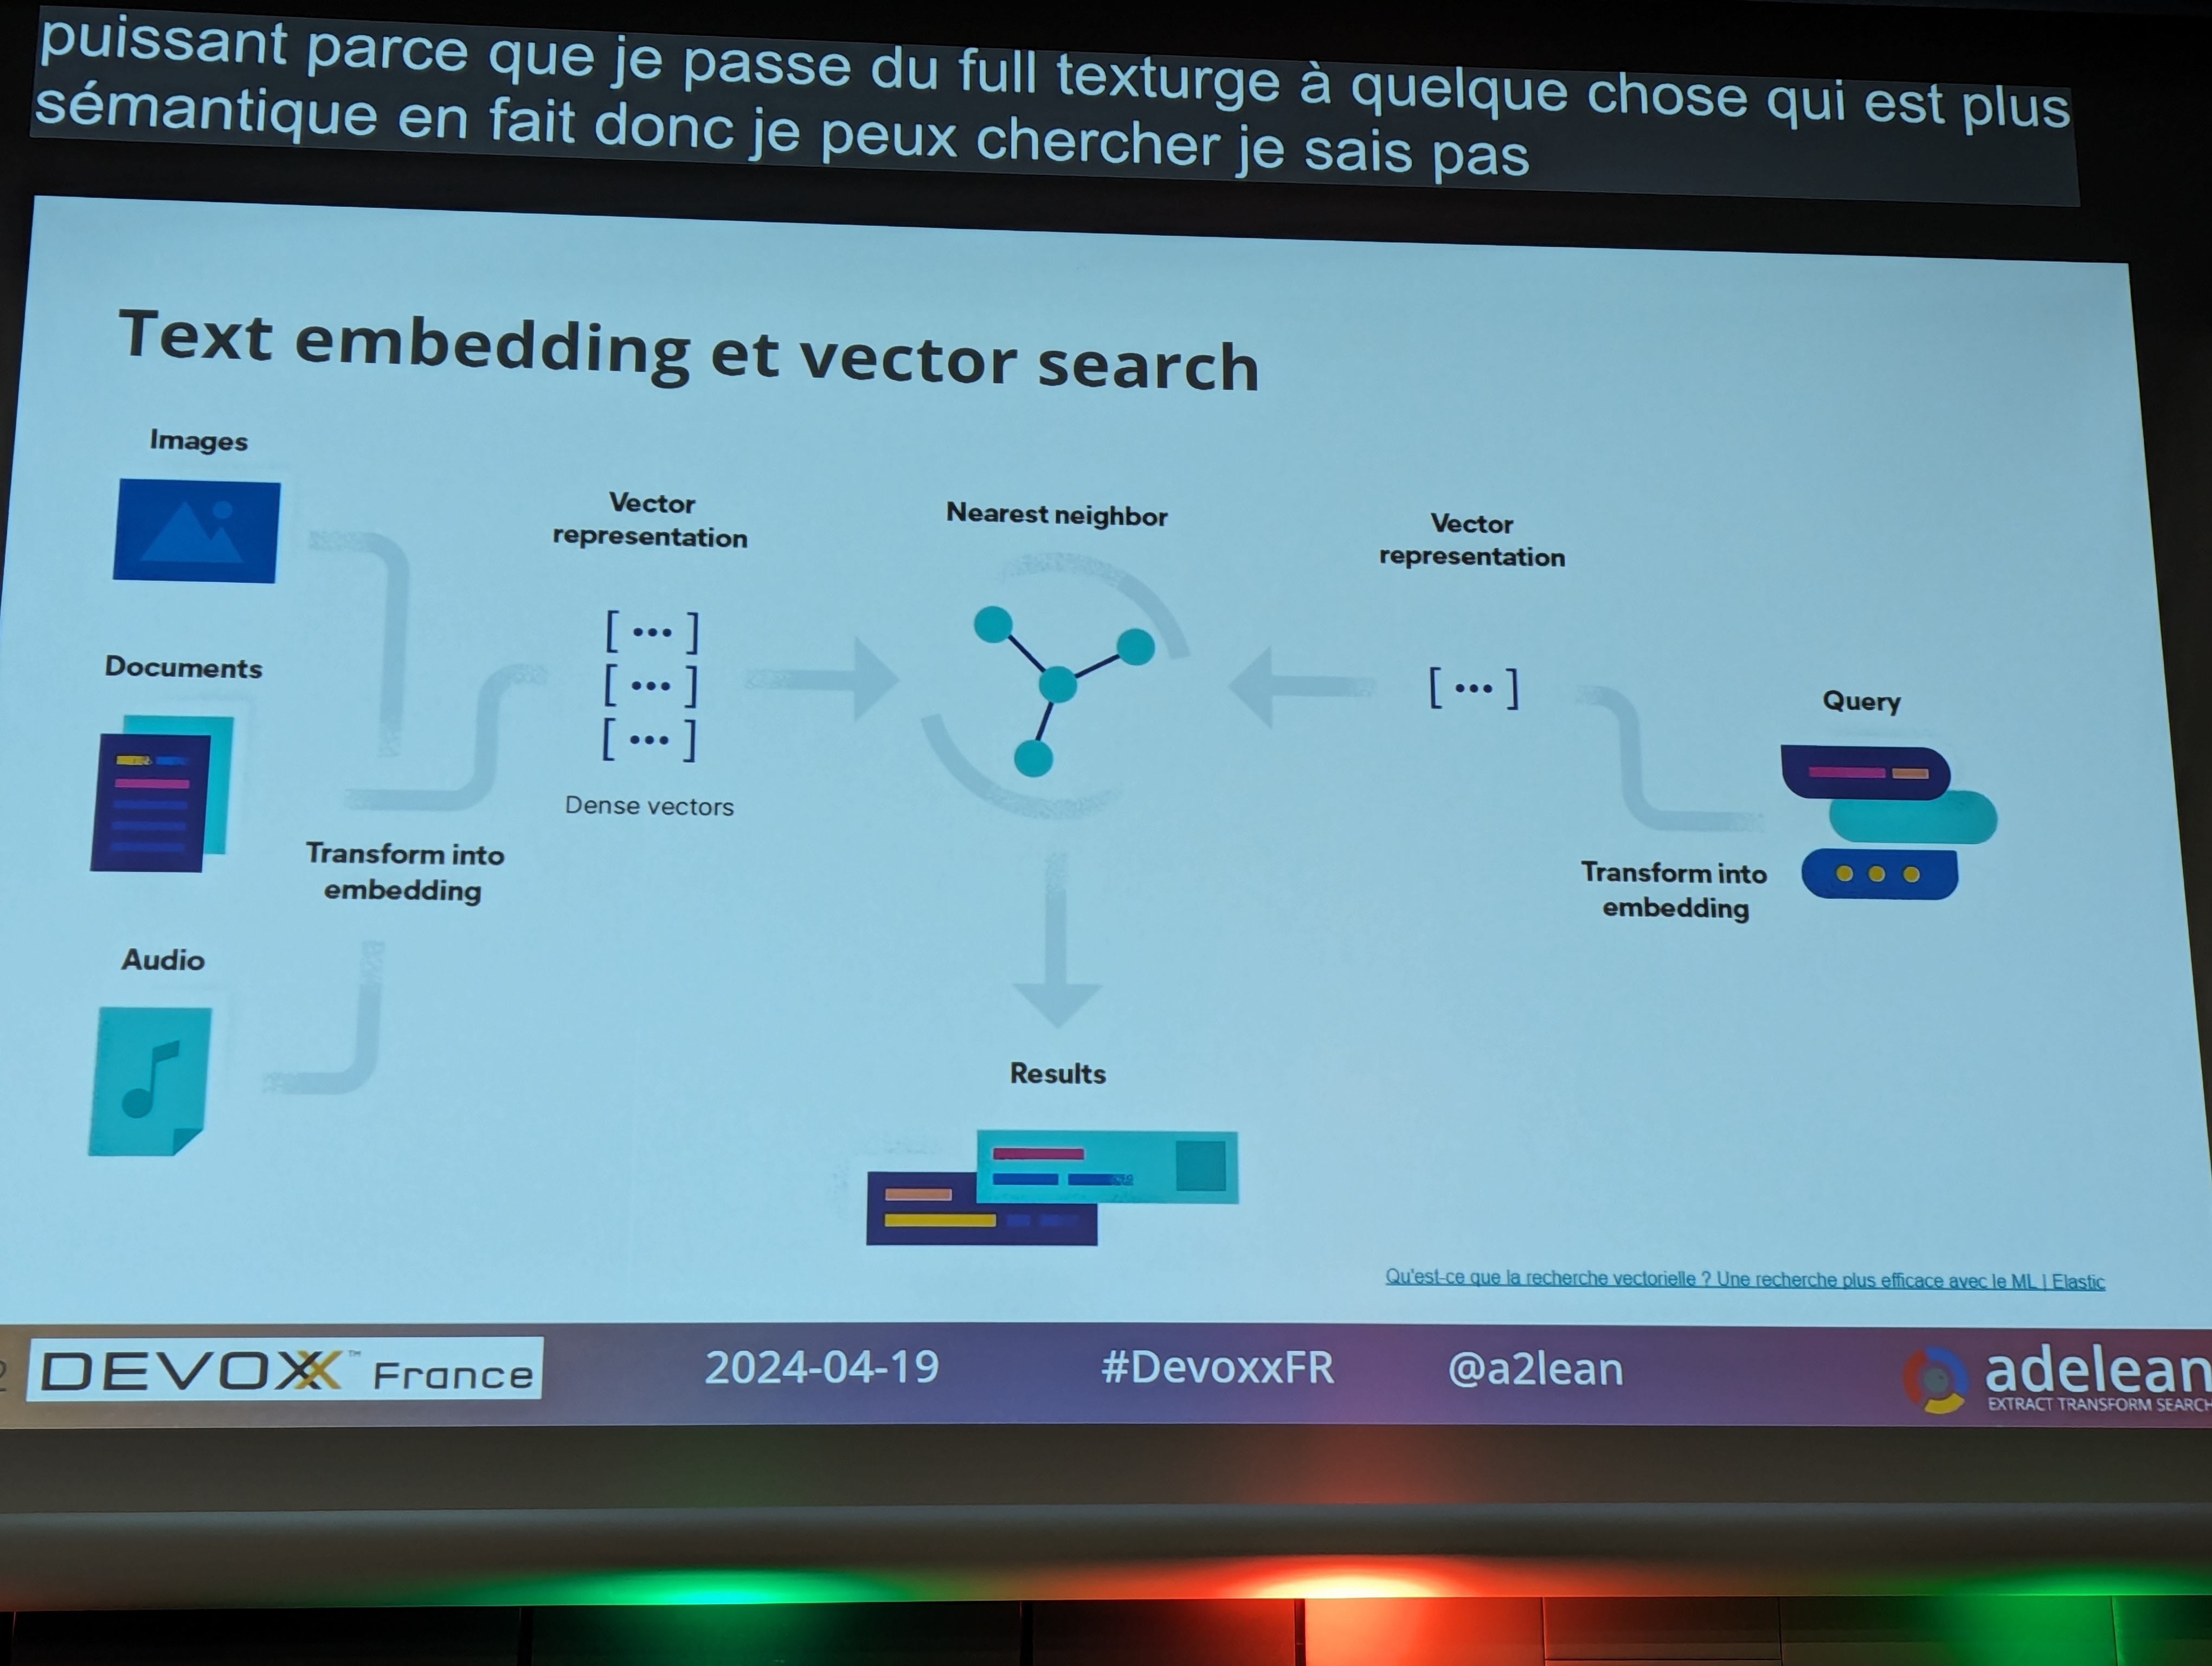 puissant parce que je passe du full texturge à quelque chose qui est plus
sémantique en fait donc je peux chercher je sais pas
Text embedding et vector search
Images
Documents
Audio
Transform into
embedding
Vector
representation
[ ••• ]
[ ••• ]
[ ••• ]
Dense vectors
Nearest neighbor
Results
Vector
representation
[ ••• ]
Query
Transform into
embedding
Qu'est-ce que la recherche vectorielle ? Une recherche plus efficace avec le ML | Elastic
2
DEVOXX™ France
2024-04-19
#DevoxxFR
@a2lean
adelean
EXTRACT TRANSFORM SEARCH